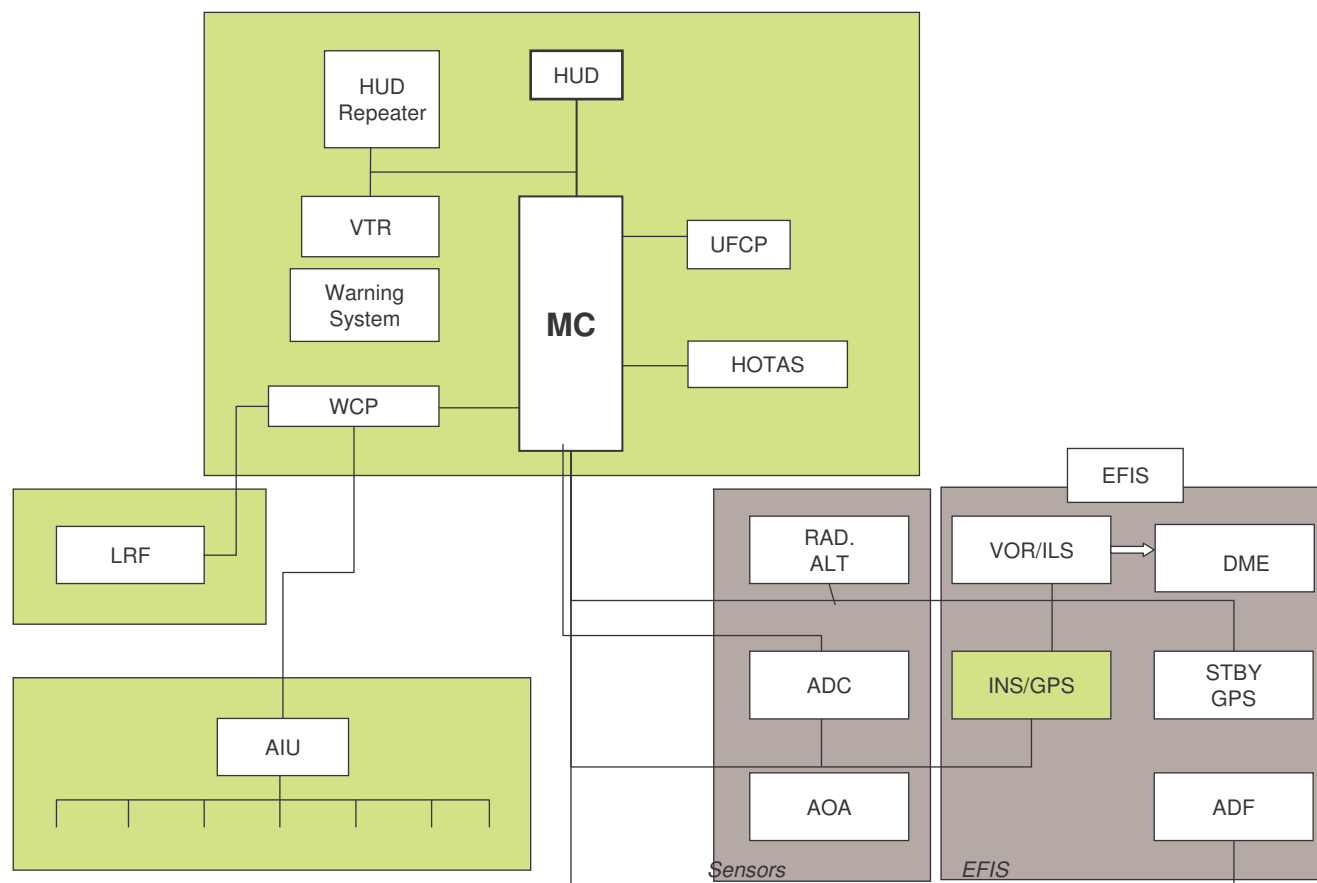 HUD
Repeater
HUD
VTR
UFCP
Warning
System
MC
HOTAS
WCP
EFIS
LRF
RAD.
ALT
VOR/ILS
DME
ADC
INS/GPS
STBY
GPS
AIU
AOA
ADF
Sensors
EFIS